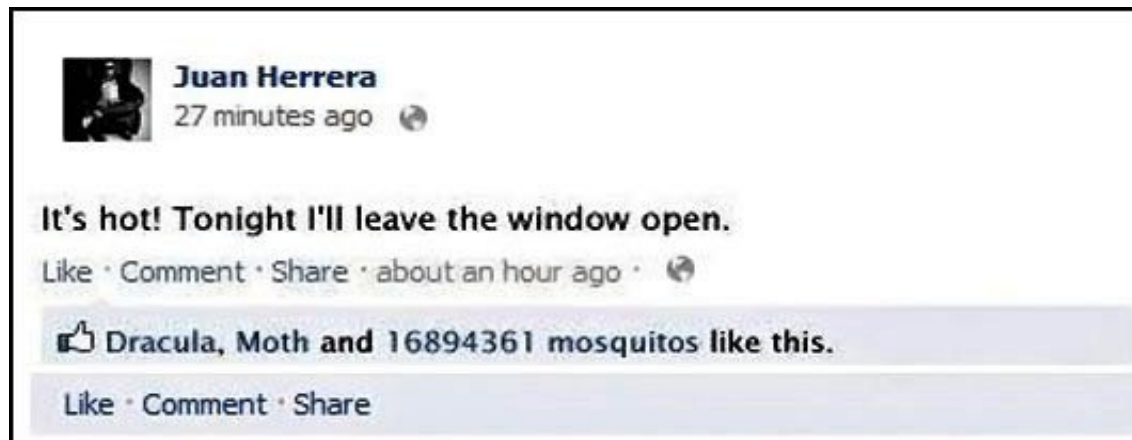 Juan Herrera
27 minutes ago
It's hot! Tonight I'll leave the window open.
Like · Comment · Share · about an hour ago ·
Dracula, Moth and 16894361 mosquitos like this.
Like · Comment · Share